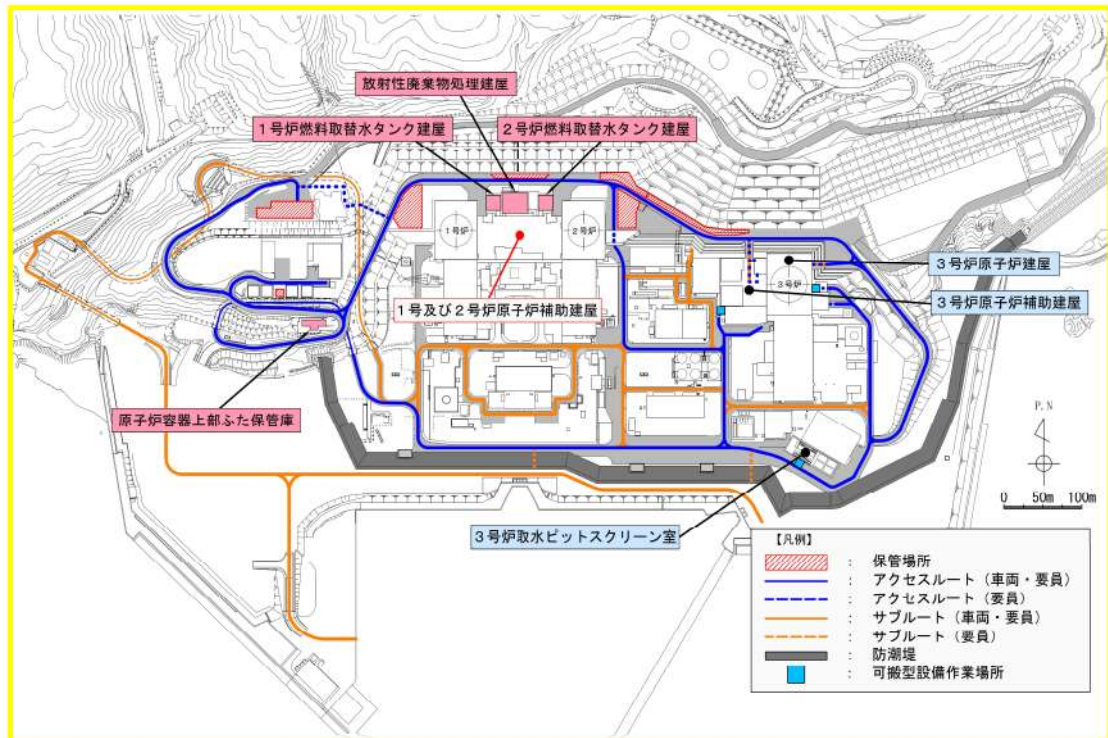 放射性廃棄物処理建屋
1号炉燃料取替水タンク建屋
2号炉燃料取替水タンク建屋
1号炉
2号炉
3号炉
3号炉原子炉建屋
3号炉原子炉補助建屋
1号及び2号炉原子炉補助建屋
原子炉容器上部ふた保管庫
P.N
0 50m 100m
3号炉取水ピットスクリーン室
【凡例】
: 保管場所
: アクセスルート(車両・要員)
: アクセスルート(要員)
: サブルート(車両・要員)
: サブルート(要員)
: 防潮堤
: 可搬型設備作業場所